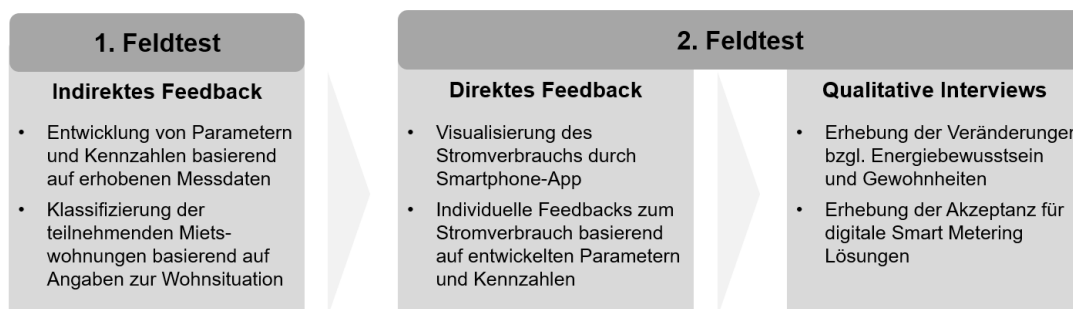 1. Feldtest
Indirektes Feedback
• Entwicklung von Parametern
und Kennzahlen basierend
auf erhobenen Messdaten
• Klassifizierung der
teilnehmenden Miets-
wohnungen basierend auf
Angaben zur Wohnsituation
2. Feldtest
Direktes Feedback
• Visualisierung des
Stromverbrauchs durch
Smartphone-App
• Individuelle Feedbacks zum
Stromverbrauch basierend
auf entwickelten Parametern
und Kennzahlen
Qualitative Interviews
• Erhebung der Veränderungen
bzgl. Energiebewusstsein
und Gewohnheiten
• Erhebung der Akzeptanz für
digitale Smart Metering
Lösungen